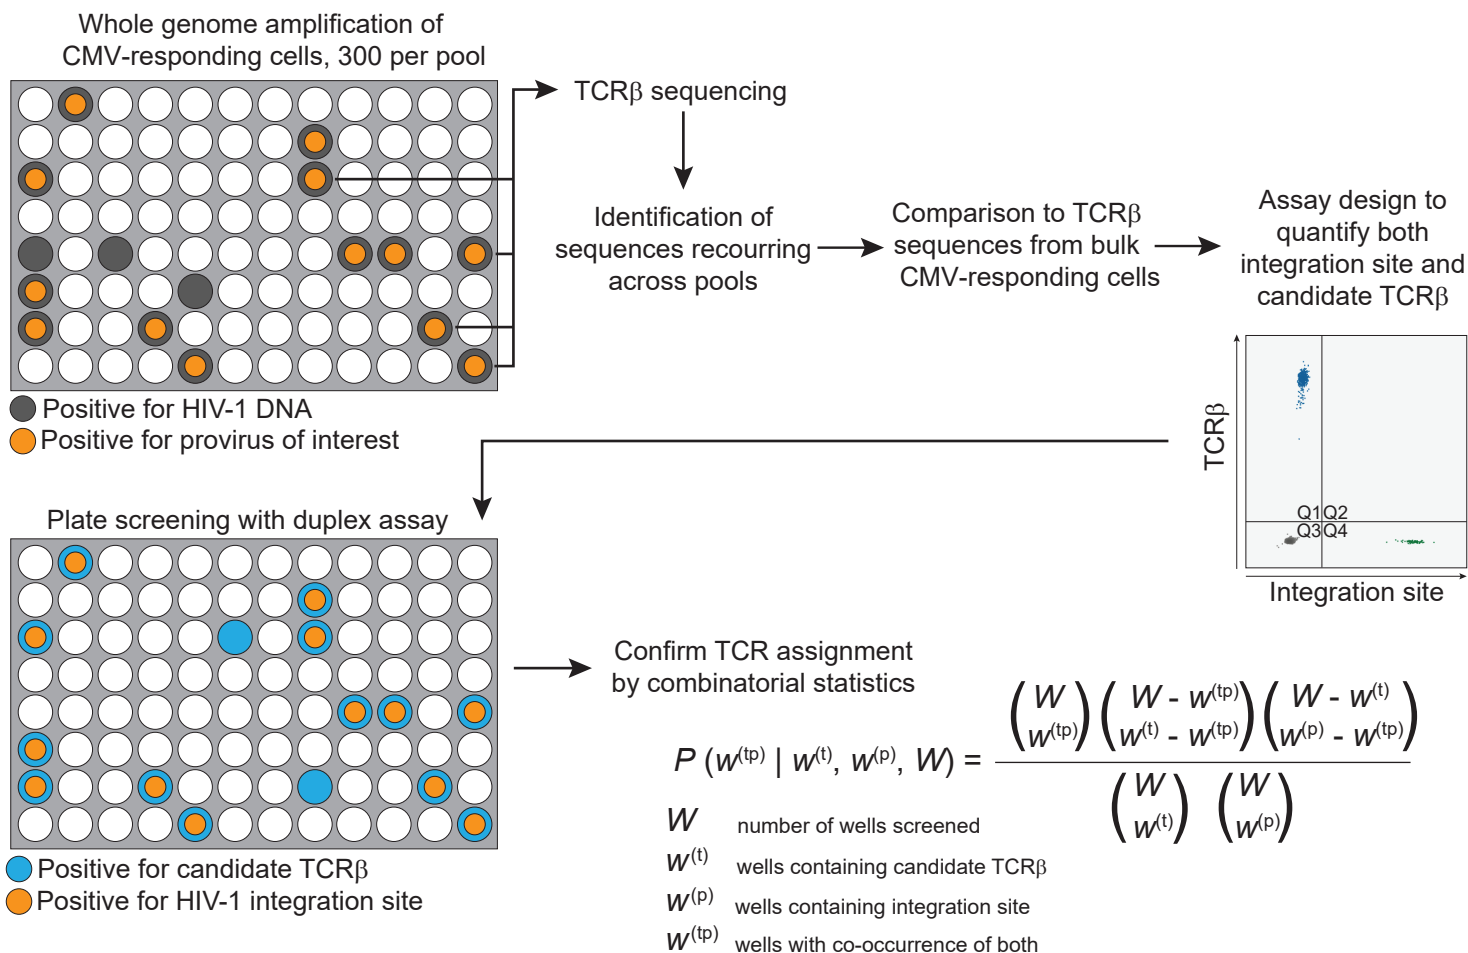 Whole genome amplification of
CMV-responding cells, 300 per pool
TCRβ sequencing
Identification of
sequences recourring
across pools
Comparison to TCRβ
sequences from bulk
CMV-responding cells
Assay design to
quantify both
integration site and
candidate TCRβ
Positive for HIV-1 DNA
Positive for provirus of interest
TCRβ
Q1 Q2
Q3 Q4
Integration site
Plate screening with duplex assay
Positive for candidate TCRβ
Positive for HIV-1 integration site
Confirm TCR assignment
by combinatorial statistics
P (w^(tp) | w^(t), w^(p), W) = (W w^(tp)) (W - w^(tp) w^(t) - w^(tp)) (W - w^(t) w^(p) - w^(tp))
(W w^(t)) (W w^(p))
W number of wells screened
w^(t) wells containing candidate TCRβ
w^(p) wells containing integration site
w^(tp) wells with co-occurrence of both